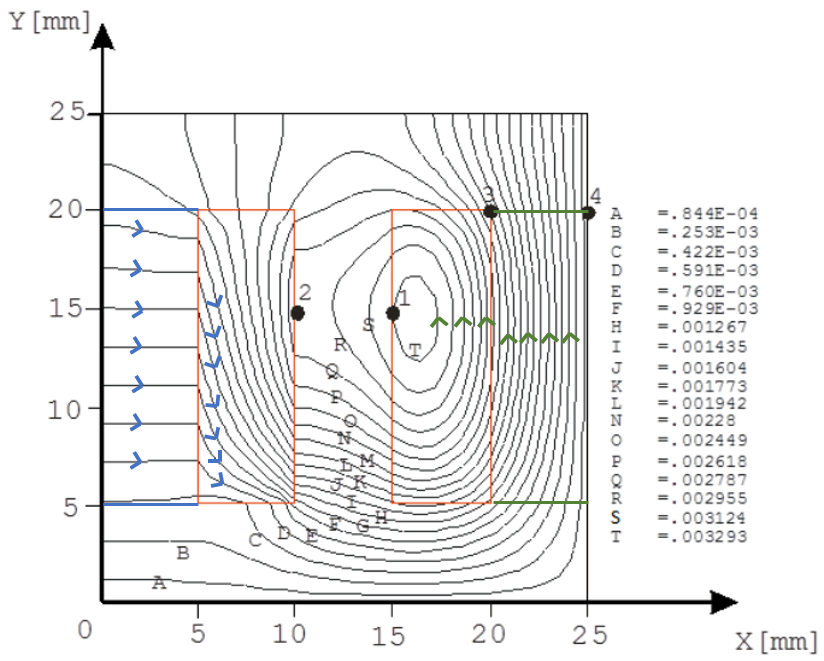 Y [mm]
25
20
15
10
5
0
5
10
15
20
25
X [mm]
3
4
2
1
S
R
T
Q
P
O
N
M
L
K
J
I
H
G
F
E
D
C
B
A
A =.844E-04
B =.253E-03
C =.422E-03
D =.591E-03
E =.760E-03
F =.929E-03
H =.001267
I =.001435
J =.001604
K =.001773
L =.001942
N =.00228
O =.002449
P =.002618
Q =.002787
R =.002955
S =.003124
T =.003293